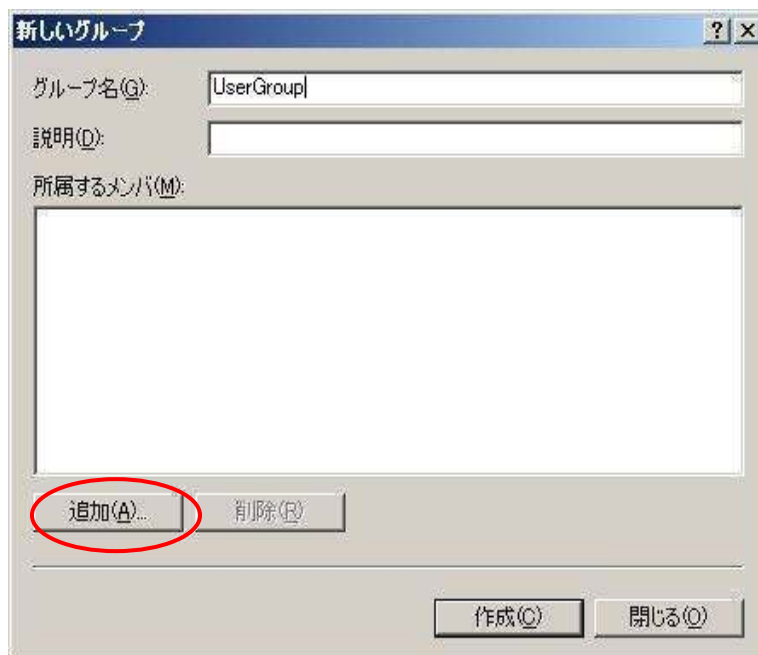 新しいグループ
グループ名(G):
UserGroup
説明(D):
所属するメンバ(M):
追加(A)...
削除(R)
作成(C)
閉じる(O)